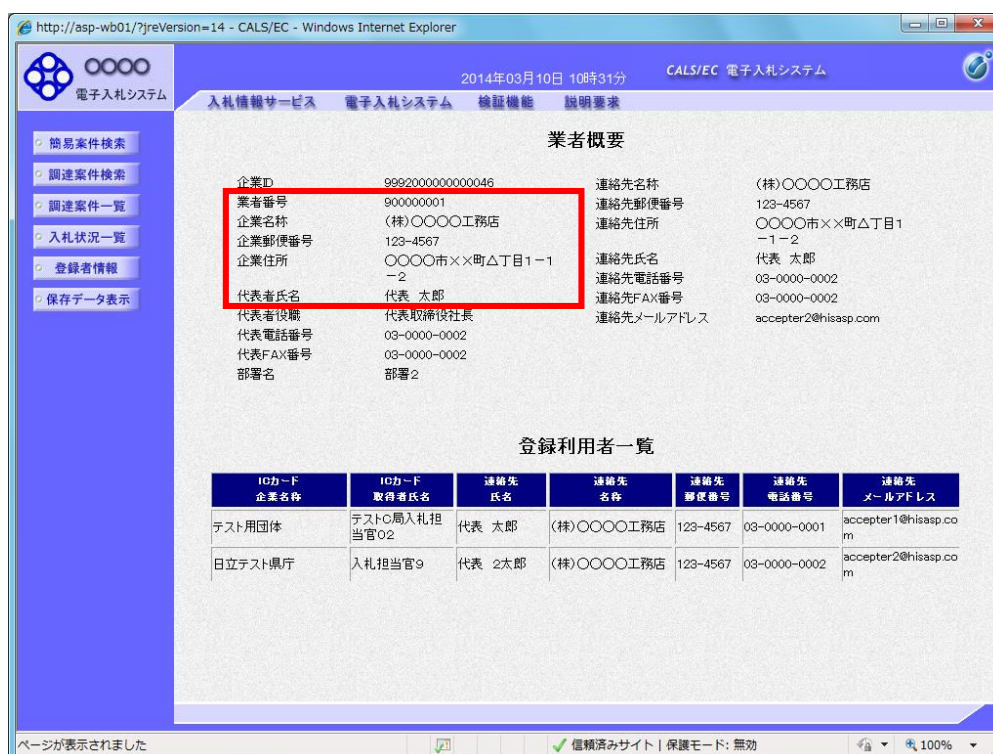 http://asp-wb01/?jreVersion=14 - CALS/EC - Windows Internet Explorer
○○○○
電子入札システム
2014年03月10日 10時31分
CALS/EC 電子入札システム
入札情報サービス 電子入札システム 検証機能 説明要求
簡易案件検索
調達案件検索
調達案件一覧
入札状況一覧
登録者情報
保存データ表示
業者概要
企業ID 9992000000000046
業者番号 900000001
企業名称 (株)○○○○工務店
企業郵便番号 123-4567
企業住所 ○○○○市××町△丁目1-1
-2
代表者氏名 代表 太郎
代表者役職 代表取締役社長
代表電話番号 03-0000-0002
代表FAX番号 03-0000-0002
部署名 部署2
連絡先名称 (株)○○○○工務店
連絡先郵便番号 123-4567
連絡先住所 ○○○○市××町△丁目1
-1-2
連絡先氏名 代表 太郎
連絡先電話番号 03-0000-0002
連絡先FAX番号 03-0000-0002
連絡先メールアドレス accepter2@hisasp.com
登録利用者一覧
ICカード 企業名称 ICカード 取得者氏名 連絡先 氏名 連絡先 名称 連絡先 郵便番号 連絡先 電話番号 連絡先 メールアドレス
テスト用団体 テストC局入札担当官02 代表 太郎 (株)○○○○工務店 123-4567 03-0000-0001 accepter1@hisasp.com
日立テスト県庁 入札担当官9 代表 2太郎 (株)○○○○工務店 123-4567 03-0000-0002 accepter2@hisasp.com
ページが表示されました
信頼済みサイト | 保護モード: 無効
100%